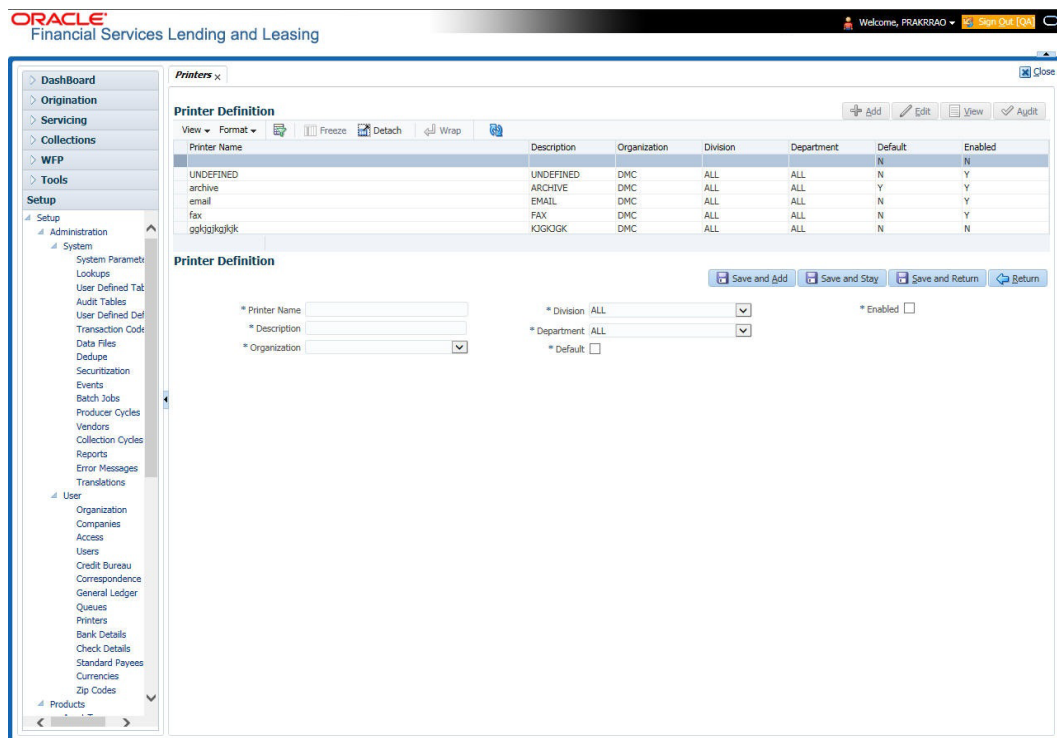 ORACLE
Financial Services Lending and Leasing
Welcome, PRAKRRAO
Sign Out [QA]
DashBoard
Origination
Servicing
Collections
WFP
Tools
Setup
Setup
Administration
System
System Paramete
Lookups
User Defined Tab
Audit Tables
User Defined Def
Transaction Code
Data Files
Dedupe
Securitization
Events
Batch Jobs
Producer Cycles
Vendors
Collection Cycles
Reports
Error Messages
Translations
User
Organization
Companies
Access
Users
Credit Bureau
Correspondence
General Ledger
Queues
Printers
Bank Details
Check Details
Standard Payees
Currencies
Zip Codes
Products
Printers x
Close
Printer Definition
Add Edit View Audit
View Format Freeze Detach Wrap
Printer Name Description Organization Division Department Default Enabled
N N
UNDEFINED UNDEFINED DMC ALL ALL N Y
archive ARCHIVE DMC ALL ALL Y Y
email EMAIL DMC ALL ALL N Y
fax FAX DMC ALL ALL N Y
ggkjgjkgjkjk KJGKJGK DMC ALL ALL N N
Printer Definition
Save and Add Save and Stay Save and Return Return
* Printer Name * Division ALL * Enabled
* Description * Department ALL
* Organization * Default